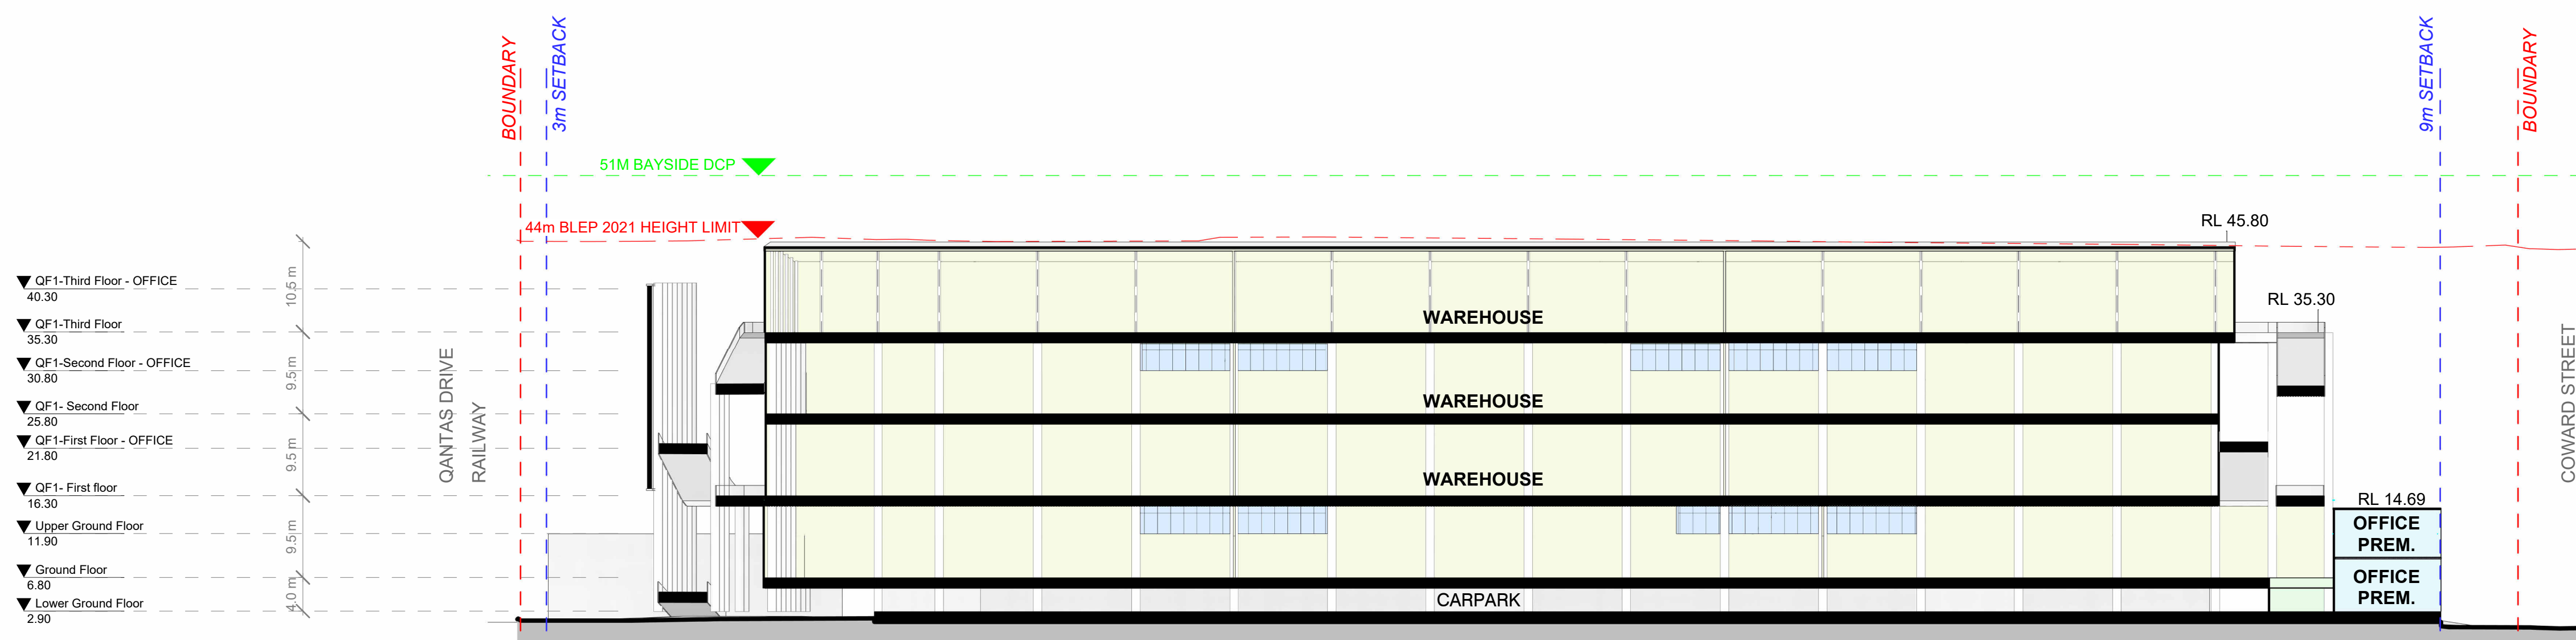 BOUNDARY
3m SETBACK
9m SETBACK
BOUNDARY
51M BAYSIDE DCP
44m BLEP 2021 HEIGHT LIMIT
RL 45.80
RL 35.30
RL 14.69
QF1-Third Floor - OFFICE
40.30
QF1-Third Floor
35.30
QF1-Second Floor - OFFICE
30.80
QF1- Second Floor
25.80
QF1-First Floor - OFFICE
21.80
QF1- First floor
16.30
Upper Ground Floor
11.90
Ground Floor
6.80
Lower Ground Floor
2.90
10.5 m
9.5 m
9.5 m
9.5m
4.0 m
QANTAS DRIVE
RAILWAY
WAREHOUSE
WAREHOUSE
WAREHOUSE
CARPARK
OFFICE
PREM.
OFFICE
PREM.
COWARD STREET